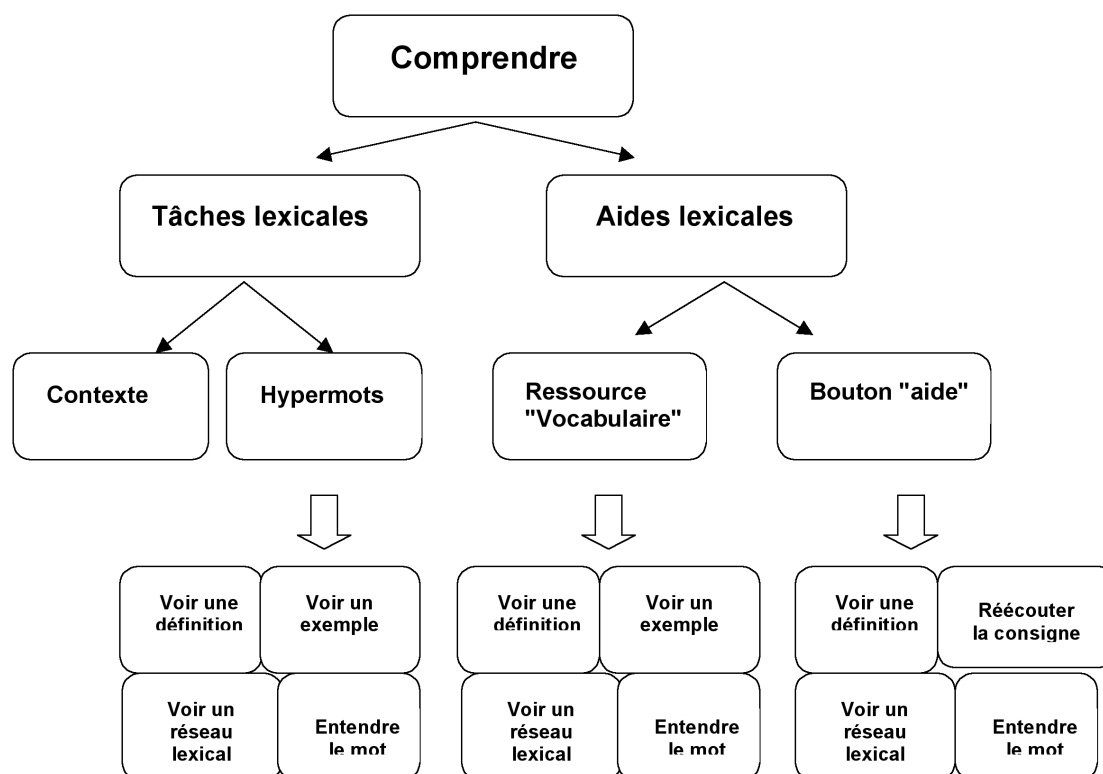 Comprendre
Tâches lexicales
Aides lexicales
Contexte
Hypermots
Ressource
"Vocabulaire"
Bouton "aide"
Voir une
définition
Voir un
exemple
Voir une
définition
Voir un
exemple
Voir une
définition
Réécouter
la consigne
Voir un
réseau
lexical
Entendre
le mot
Voir un
réseau
lexical
Entendre
le mot
Voir un
réseau
lexical
Entendre
le mot